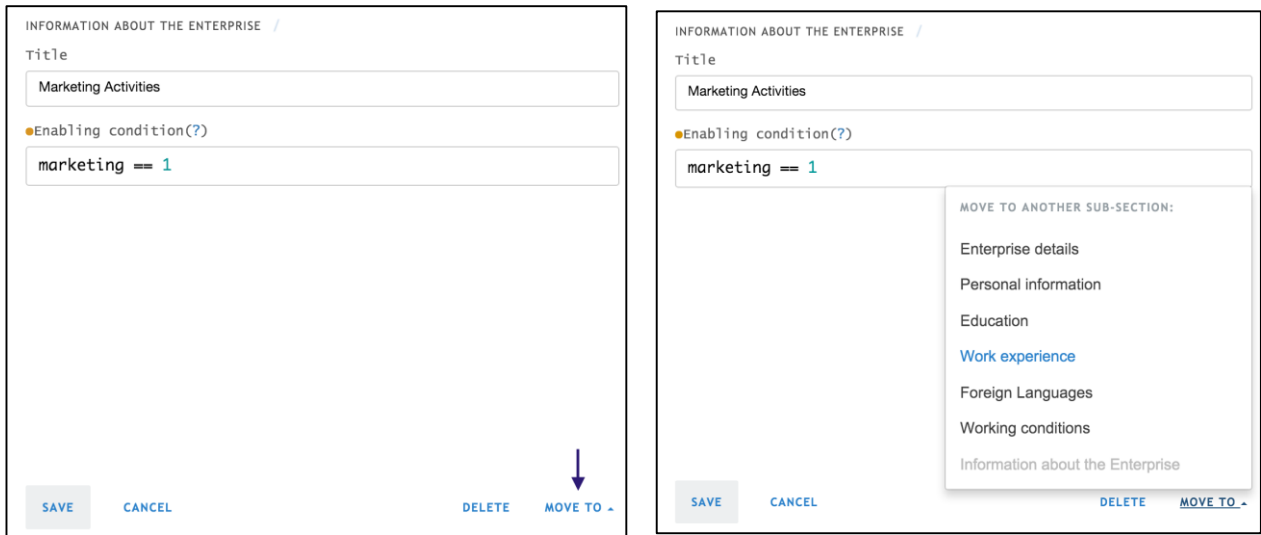 INFORMATION ABOUT THE ENTERPRISE /
Title
Marketing Activities
Enabling condition(?)
marketing == 1
SAVE CANCEL DELETE MOVE TO
INFORMATION ABOUT THE ENTERPRISE /
Title
Marketing Activities
Enabling condition(?)
marketing == 1
MOVE TO ANOTHER SUB-SECTION:
Enterprise details
Personal information
Education
Work experience
Foreign Languages
Working conditions
Information about the Enterprise
SAVE CANCEL DELETE MOVE TO